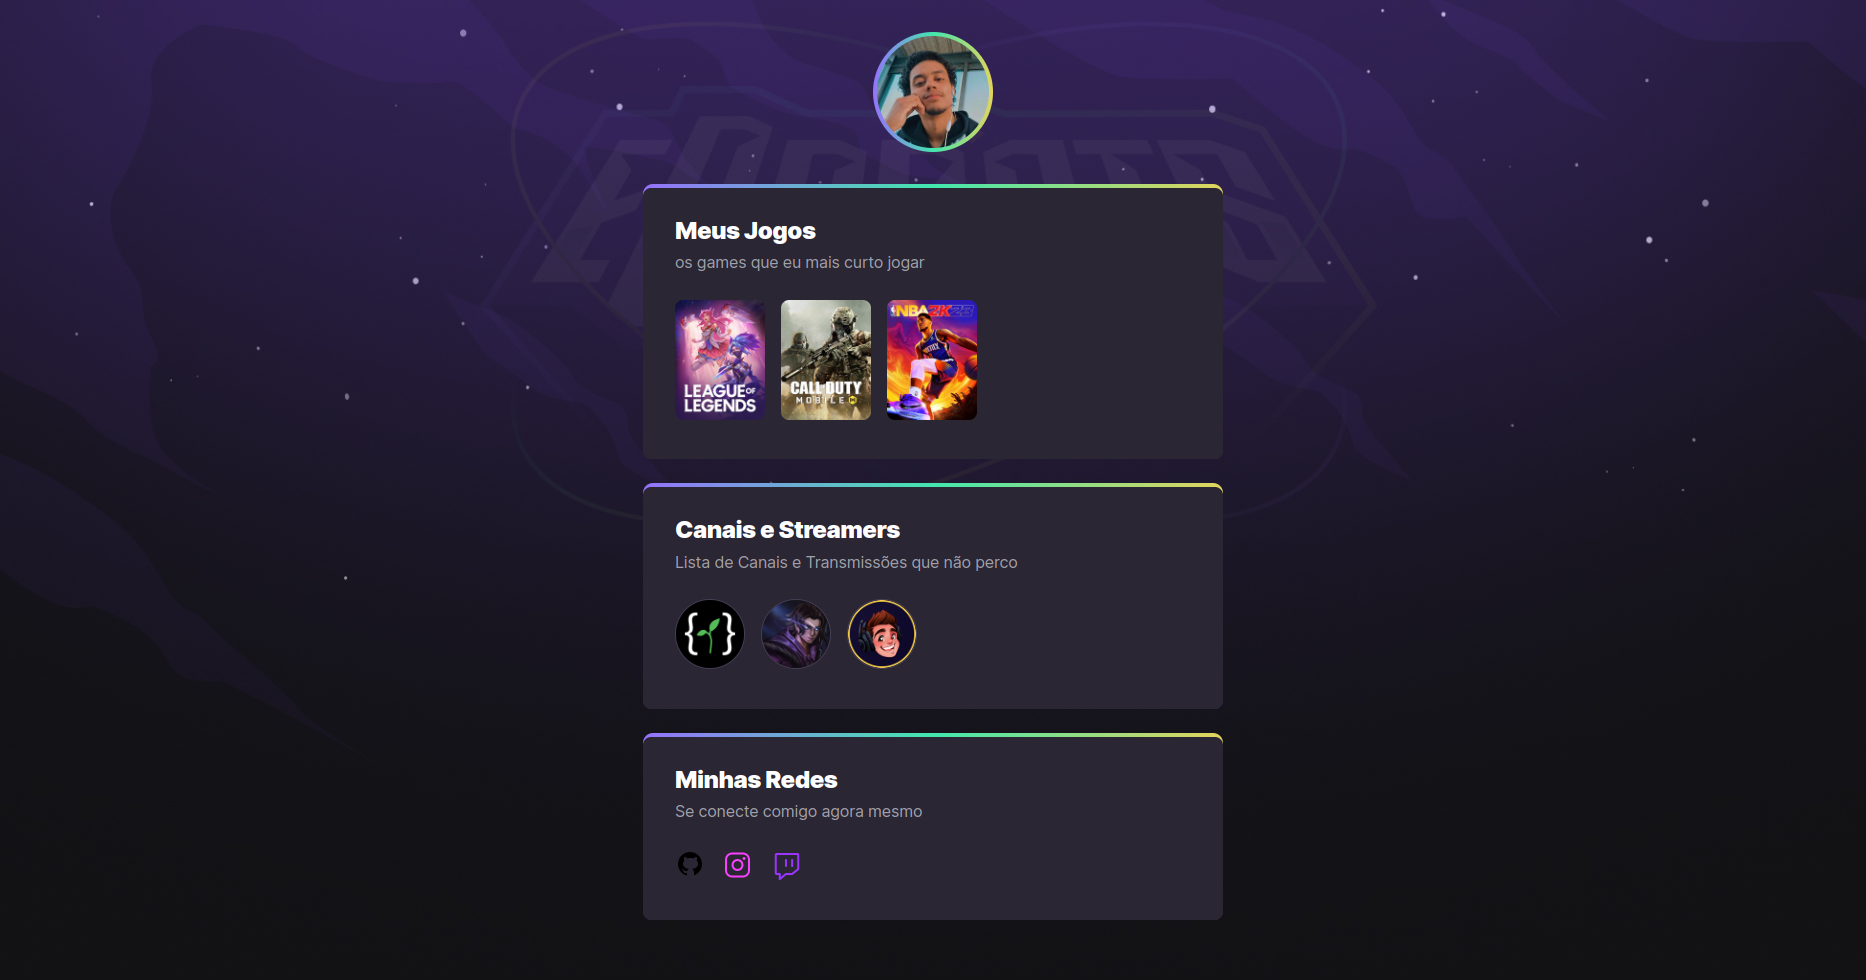 Meus Jogos
os games que eu mais curto jogar
LEAGUE OF
LEGENDS
CALL OF DUTY
MOBILE
NBA 2K23
Canais e Streamers
Lista de Canais e Transmissões que não perco
{ }
Minhas Redes
Se conecte comigo agora mesmo